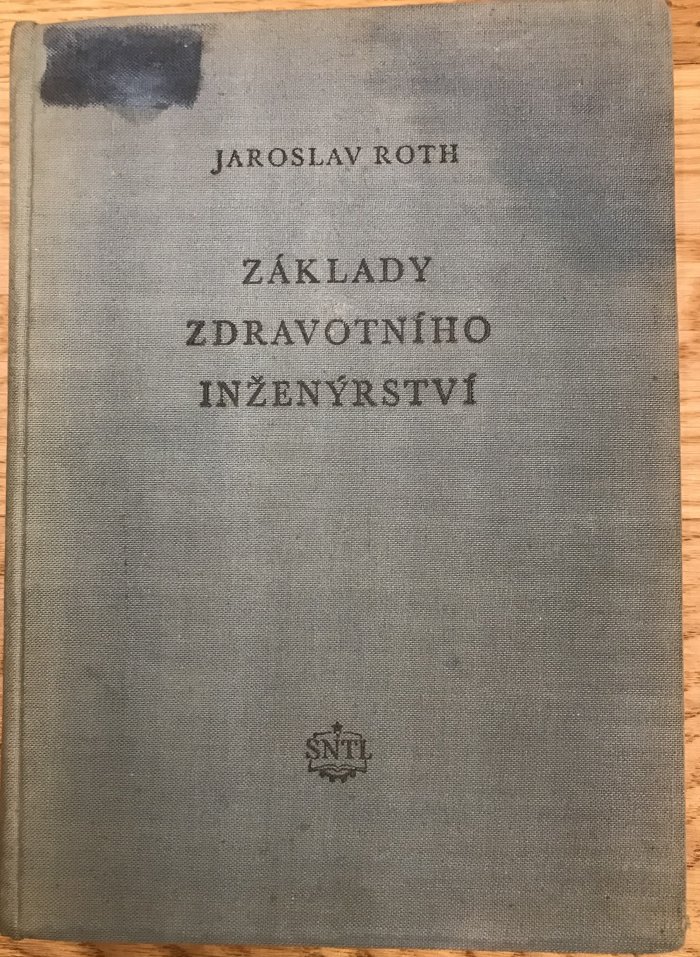 JAROSLAV ROTH
ZÁKLADY
ZDRAVOTNÍHO
INŽENÝRSTVÍ
SNTL